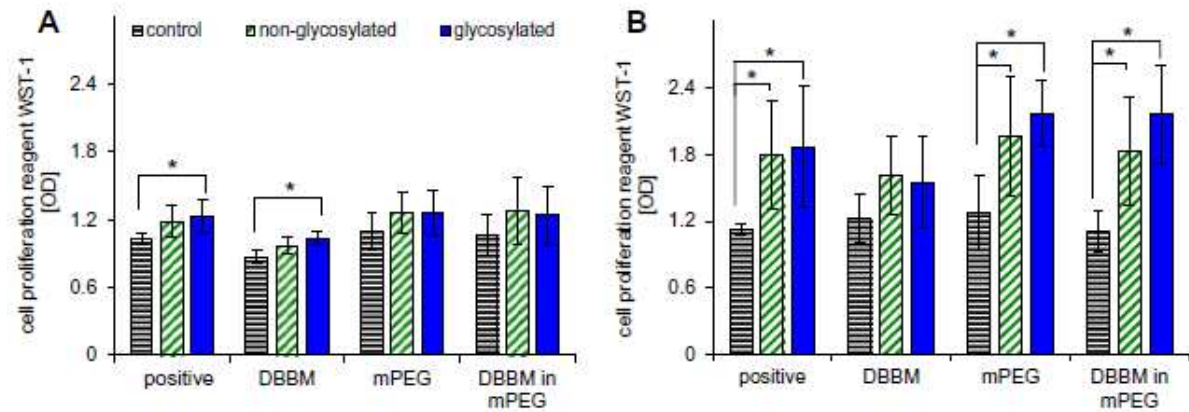 A
control non-glycosylated glycosylated
cell proliferation reagent WST-1
[OD]
2.4
1.8
1.2
0.6
0
*
*
positive DBBM mPEG DBBM in
mPEG
B
cell proliferation reagent WST-1
[OD]
2.4
1.8
1.2
0.6
0
*
*
*
*
*
*
positive DBBM mPEG DBBM in
mPEG